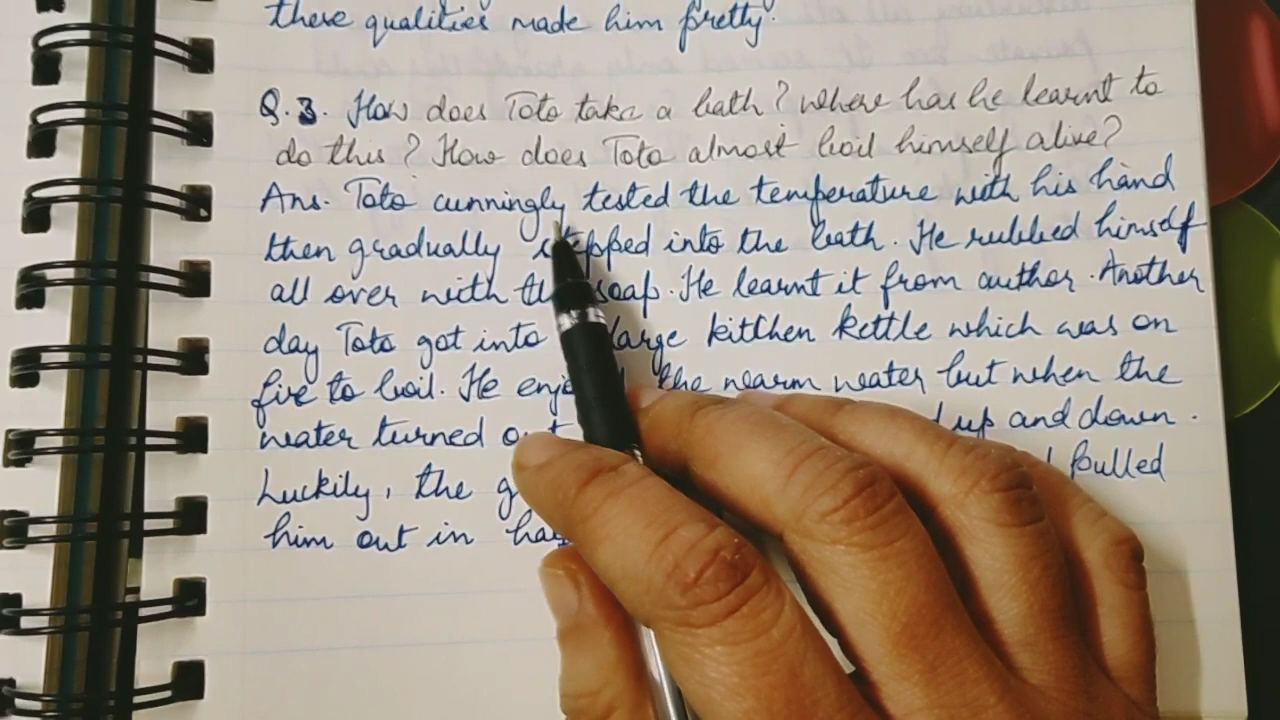 these qualities made him pretty.
Q.3. How does Toto take a bath? Where has he learnt to
do this? How does Toto almost boil himself alive?
Ans. Toto cunningly tested the temperature with his hand
then gradually stepped into the bath. He rubbed himself
all over with the soap. He learnt it from author. Another
day Toto got into large kitchen kettle which was on
five to boil. He the warm water but when the
water turned up and down.
Luckily, the pulled
him out in